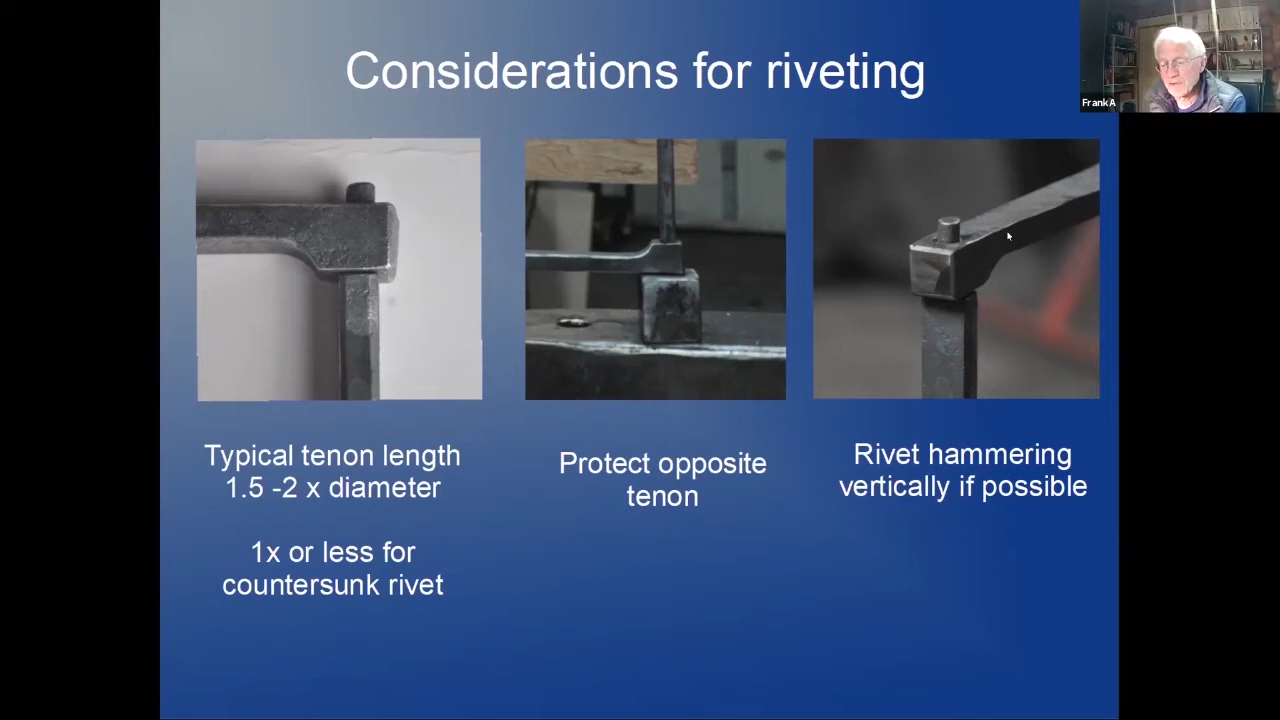 Considerations for riveting
FrankA
Typical tenon length
1.5 -2 x diameter
1x or less for
countersunk rivet
Protect opposite
tenon
Rivet hammering
vertically if possible